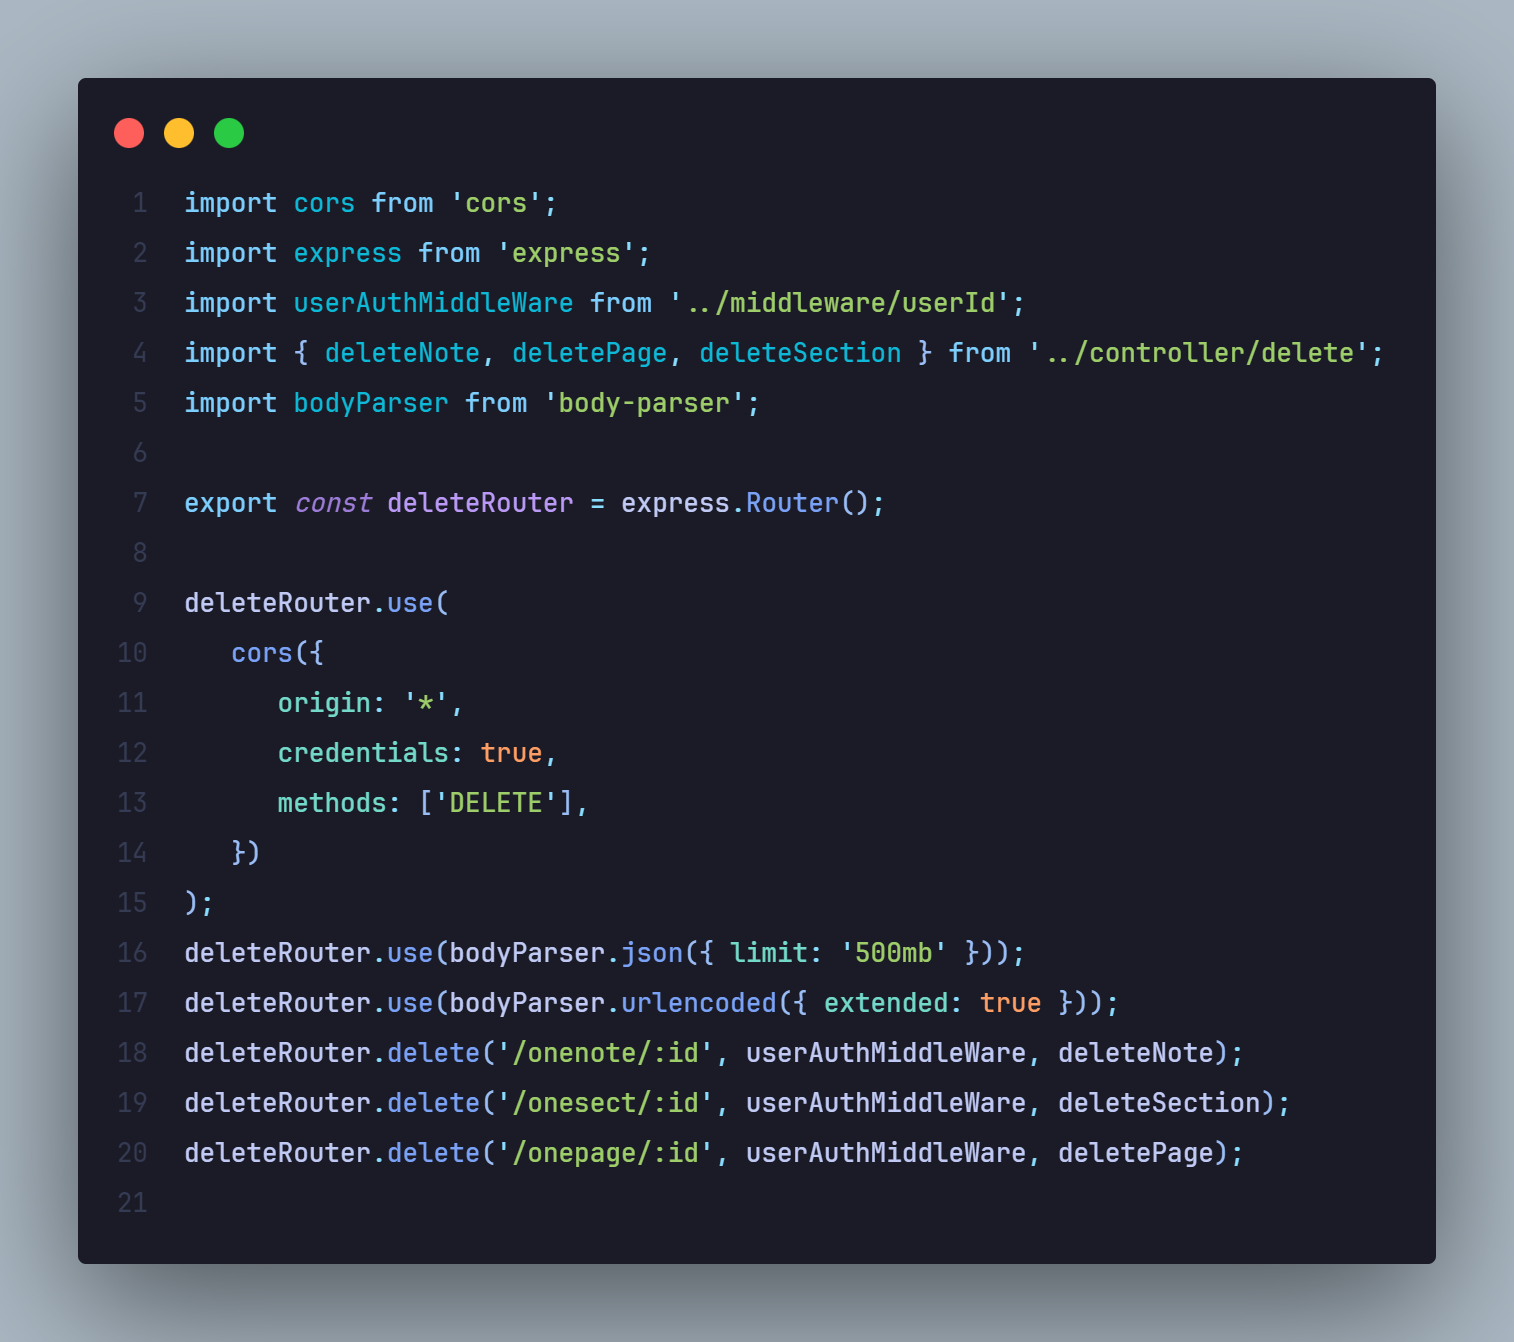 1 import cors from 'cors';
2 import express from 'express';
3 import userAuthMiddleWare from '../middleware/userId';
4 import { deleteNote, deletePage, deleteSection } from '../controller/delete';
5 import bodyParser from 'body-parser';
6
7 export const deleteRouter = express.Router();
8
9 deleteRouter.use(
10    cors({
11       origin: '*',
12       credentials: true,
13       methods: ['DELETE'],
14    })
15 );
16 deleteRouter.use(bodyParser.json({ limit: '500mb' }));
17 deleteRouter.use(bodyParser.urlencoded({ extended: true }));
18 deleteRouter.delete('/onenote/:id', userAuthMiddleWare, deleteNote);
19 deleteRouter.delete('/onesect/:id', userAuthMiddleWare, deleteSection);
20 deleteRouter.delete('/onepage/:id', userAuthMiddleWare, deletePage);
21